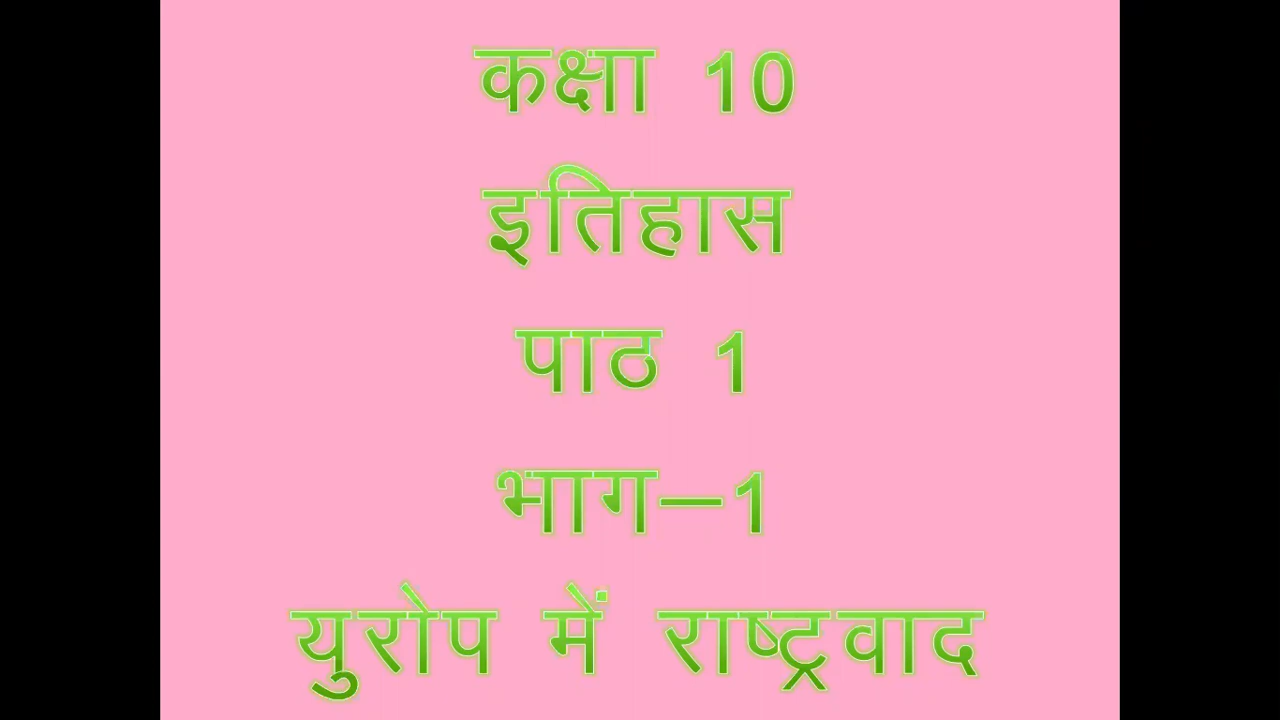 कक्षा 10
इतिहास
पाठ 1
भाग–1
युरोप में राष्ट्रवाद